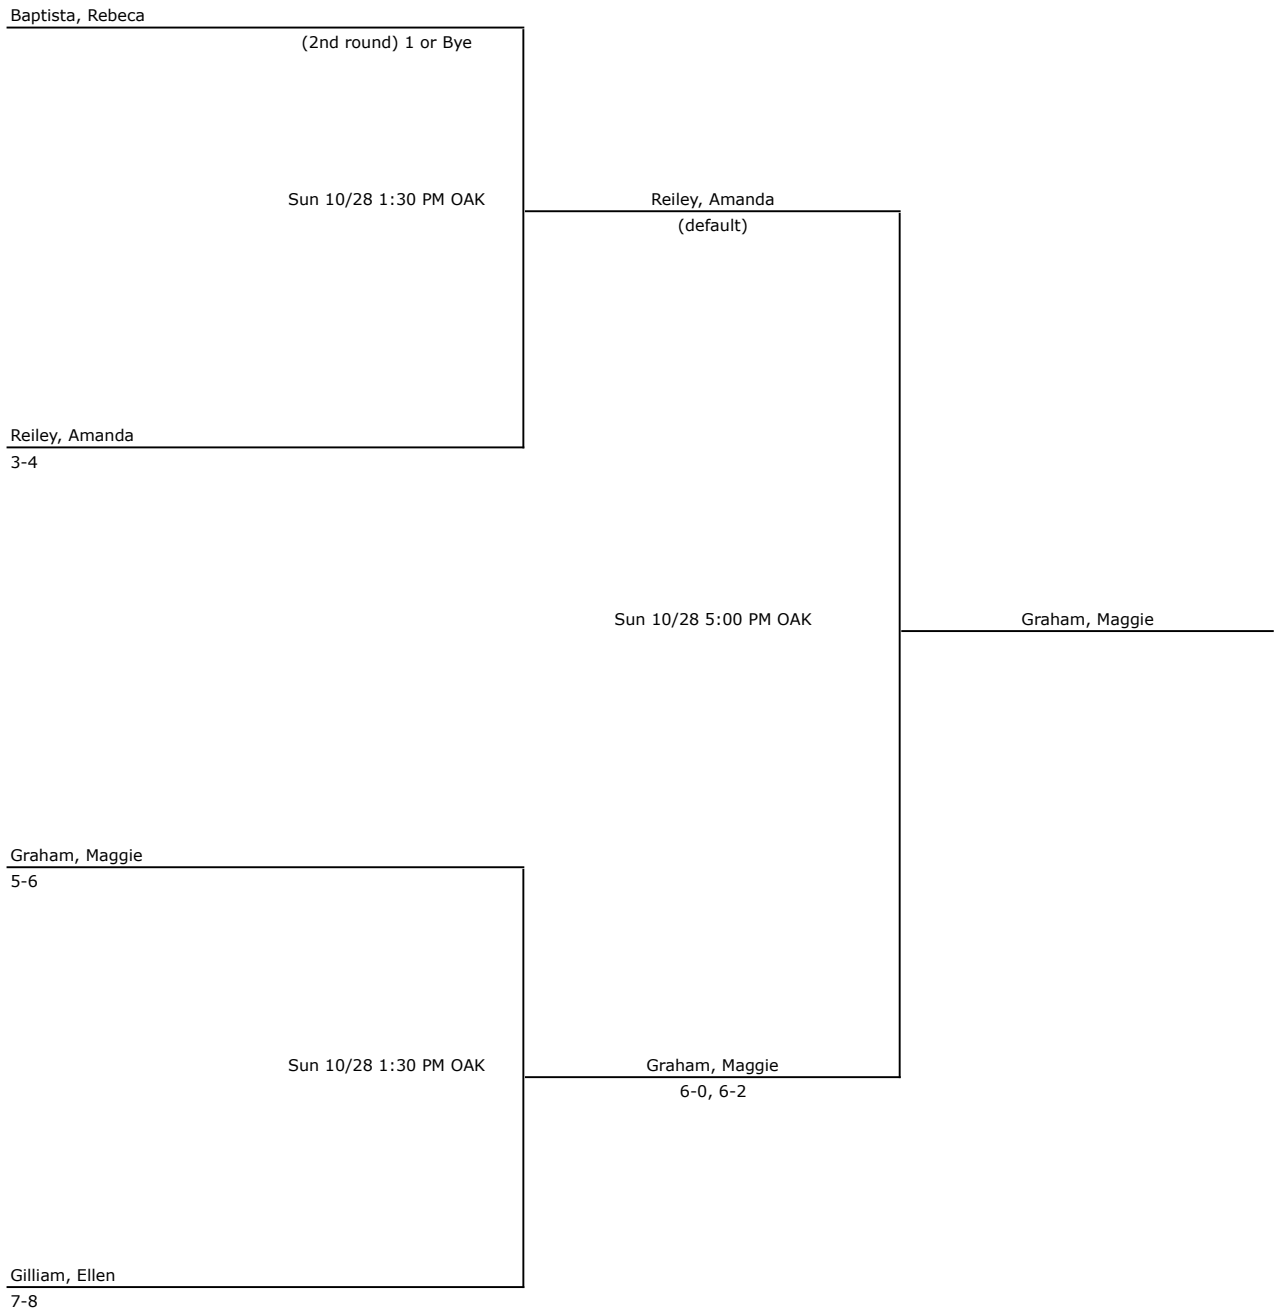 Baptista, Rebeca
(2nd round) 1 or Bye
Sun 10/28 1:30 PM OAK
Reiley, Amanda
(default)
Reiley, Amanda
3-4
Sun 10/28 5:00 PM OAK
Graham, Maggie
Graham, Maggie
5-6
Sun 10/28 1:30 PM OAK
Graham, Maggie
6-0, 6-2
Gilliam, Ellen
7-8